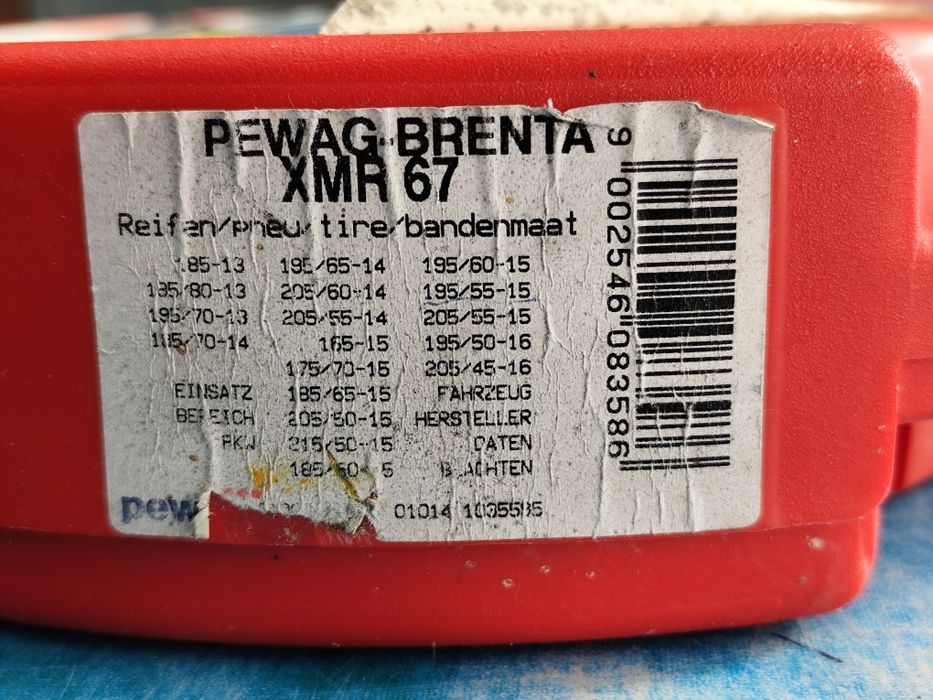 PEWAG-BRENTA
XMR 67
Reifen/pneu/tire/bandenmaat
185-13 195/65-14 195/60-15
185/80-13 205/60-14 195/55-15
195/70-13 205/55-14 205/55-15
185/70-14 165-15 195/50-16
175/70-15 205/45-16
EINSATZ 185/65-15 FAHRZEUG
BEREICH 205/50-15 HERSTELLER
PKW 215/50-15 DATEN
BEACHTEN
pew
01014 1035585
9 002546 083586